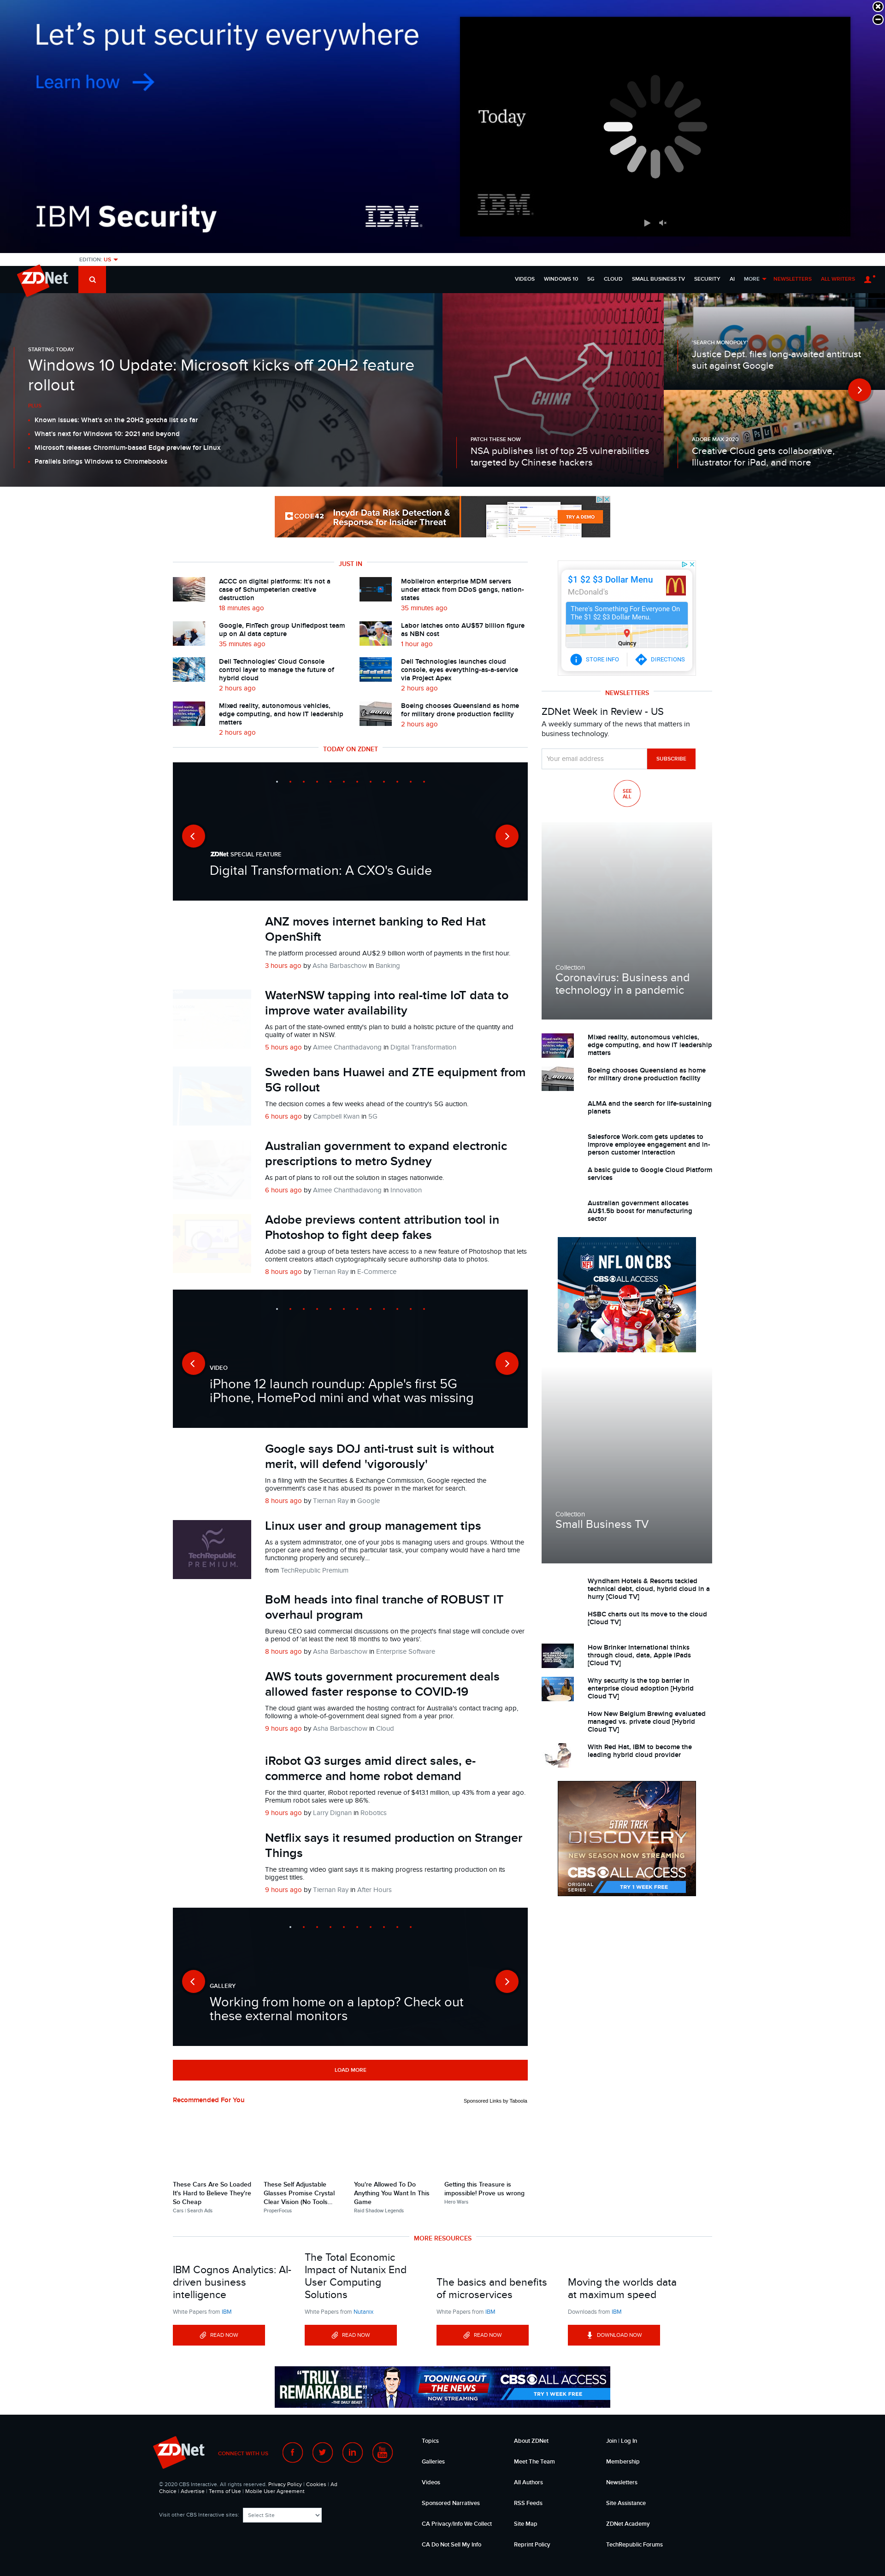 Let's put security everywhere
Learn how
Today
IBM Security
IBM
IBM
EDITION: US
ZDNet
VIDEOS
WINDOWS 10
5G
CLOUD
SMALL BUSINESS TV
SECURITY
AI
MORE
NEWSLETTERS
ALL WRITERS
STARTING TODAY
Windows 10 Update: Microsoft kicks off 20H2 feature
rollout
Known issues: What's on the 20H2 gotcha list so far
What's next for Windows 10: 2021 and beyond
Microsoft releases Chromium-based Edge preview for Linux
Parallels brings Windows to Chromebooks
CHINA
PATCH THESE NOW
NSA publishes list of top 25 vulnerabilities
targeted by Chinese hackers
Google
'SEARCH MONOPOLY'
Justice Dept. files long-awaited antitrust
suit against Google
ADOBE MAX 2020
Creative Cloud gets collaborative,
Illustrator for iPad, and more
CODE42
Incydr Data Risk Detection &
Response for Insider Threat
TRY A DEMO
JUST IN
ACCC on digital platforms: It's not a
case of Schumpeterian creative
destruction
18 minutes ago
MobileIron enterprise MDM servers
under attack from DDoS gangs, nation-
states
35 minutes ago
Google, FinTech group Unifiedpost team
up on AI data capture
35 minutes ago
Labor latches onto AU$57 billion figure
as NBN cost
1 hour ago
Dell Technologies' Cloud Console
control layer to manage the future of
hybrid cloud
2 hours ago
Dell Technologies launches cloud
console, eyes everything-as-a-service
via Project Apex
2 hours ago
Mixed reality, autonomous vehicles,
edge computing, and how IT leadership
matters
2 hours ago
Boeing chooses Queensland as home
for military drone production facility
2 hours ago
$1 $2 $3 Dollar Menu
McDonald's
There's Something For Everyone On
The $1 $2 $3 Dollar Menu.
Quincy
STORE INFO
DIRECTIONS
NEWSLETTERS
ZDNet Week in Review - US
A weekly summary of the news that matters in
business technology.
Your email address
SUBSCRIBE
SEE
ALL
TODAY ON ZDNET
ZDNet SPECIAL FEATURE
Digital Transformation: A CXO's Guide
ANZ moves internet banking to Red Hat
OpenShift
The platform processed around AU$2.9 billion worth of payments in the first hour.
3 hours ago by Asha Barbaschow in Banking
WaterNSW tapping into real-time IoT data to
improve water availability
As part of the state-owned entity's plan to build a holistic picture of the quantity and
quality of water in NSW.
5 hours ago by Aimee Chanthadavong in Digital Transformation
Sweden bans Huawei and ZTE equipment from
5G rollout
The decision comes a few weeks ahead of the country's 5G auction.
6 hours ago by Campbell Kwan in 5G
Australian government to expand electronic
prescriptions to metro Sydney
As part of plans to roll out the solution in stages nationwide.
6 hours ago by Aimee Chanthadavong in Innovation
Adobe previews content attribution tool in
Photoshop to fight deep fakes
Adobe said a group of beta testers have access to a new feature of Photoshop that lets
content creators attach cryptographically secure authorship data to photos.
8 hours ago by Tiernan Ray in E-Commerce
VIDEO
iPhone 12 launch roundup: Apple's first 5G
iPhone, HomePod mini and what was missing
Google says DOJ anti-trust suit is without
merit, will defend 'vigorously'
In a filing with the Securities & Exchange Commission, Google rejected the
government's case it has abused its power in the market for search.
8 hours ago by Tiernan Ray in Google
TechRepublic
PREMIUM
Linux user and group management tips
As a system administrator, one of your jobs is managing users and groups. Without the
proper care and feeding of this particular task, your company would have a hard time
functioning properly and securely....
from TechRepublic Premium
BoM heads into final tranche of ROBUST IT
overhaul program
Bureau CEO said commercial discussions on the project's final stage will conclude over
a period of 'at least the next 18 months to two years'.
8 hours ago by Asha Barbaschow in Enterprise Software
AWS touts government procurement deals
allowed faster response to COVID-19
The cloud giant was awarded the hosting contract for Australia's contact tracing app,
following a whole-of-government deal signed from a year prior.
9 hours ago by Asha Barbaschow in Cloud
iRobot Q3 surges amid direct sales, e-
commerce and home robot demand
For the third quarter, iRobot reported revenue of $413.1 million, up 43% from a year ago.
Premium robot sales were up 86%.
9 hours ago by Larry Dignan in Robotics
Netflix says it resumed production on Stranger
Things
The streaming video giant says it is making progress restarting production on its
biggest titles.
9 hours ago by Tiernan Ray in After Hours
GALLERY
Working from home on a laptop? Check out
these external monitors
LOAD MORE
Collection
Coronavirus: Business and
technology in a pandemic
Mixed reality, autonomous vehicles,
edge computing, and how IT leadership
matters
Boeing chooses Queensland as home
for military drone production facility
ALMA and the search for life-sustaining
planets
Salesforce Work.com gets updates to
improve employee engagement and in-
person customer interaction
A basic guide to Google Cloud Platform
services
Australian government allocates
AU$1.5b boost for manufacturing
sector
NFL ON CBS
CBS ALL ACCESS
Collection
Small Business TV
Wyndham Hotels & Resorts tackled
technical debt, cloud, hybrid cloud in a
hurry [Cloud TV]
HSBC charts out its move to the cloud
[Cloud TV]
How Brinker International thinks
through cloud, data, Apple iPads
[Cloud TV]
Why security is the top barrier in
enterprise cloud adoption [Hybrid
Cloud TV]
How New Belgium Brewing evaluated
managed vs. private cloud [Hybrid
Cloud TV]
With Red Hat, IBM to become the
leading hybrid cloud provider
STAR TREK
DISCOVERY
NEW SEASON NOW STREAMING
CBS ALL ACCESS
ORIGINAL
SERIES
TRY 1 WEEK FREE
Recommended For You
Sponsored Links by Taboola
These Cars Are So Loaded
It's Hard to Believe They're
So Cheap
Cars | Search Ads
These Self Adjustable
Glasses Promise Crystal
Clear Vision (No Tools...
ProperFocus
You're Allowed To Do
Anything You Want In This
Game
Raid Shadow Legends
Getting this Treasure is
impossible! Prove us wrong
Hero Wars
MORE RESOURCES
IBM Cognos Analytics: AI-
driven business
intelligence
White Papers from IBM
READ NOW
The Total Economic
Impact of Nutanix End
User Computing
Solutions
White Papers from Nutanix
READ NOW
The basics and benefits
of microservices
White Papers from IBM
READ NOW
Moving the worlds data
at maximum speed
Downloads from IBM
DOWNLOAD NOW
"TRULY
REMARKABLE"
-THE DAILY BEAST
TOONING OUT
THE NEWS
NOW STREAMING
CBS ALL ACCESS
TRY 1 WEEK FREE
ZDNet
CONNECT WITH US
© 2020 CBS Interactive. All rights reserved. Privacy Policy | Cookies | Ad
Choice | Advertise | Terms of Use | Mobile User Agreement
Visit other CBS Interactive sites:
Select Site
Topics
Galleries
Videos
Sponsored Narratives
CA Privacy/Info We Collect
CA Do Not Sell My Info
About ZDNet
Meet The Team
All Authors
RSS Feeds
Site Map
Reprint Policy
Join | Log In
Membership
Newsletters
Site Assistance
ZDNet Academy
TechRepublic Forums